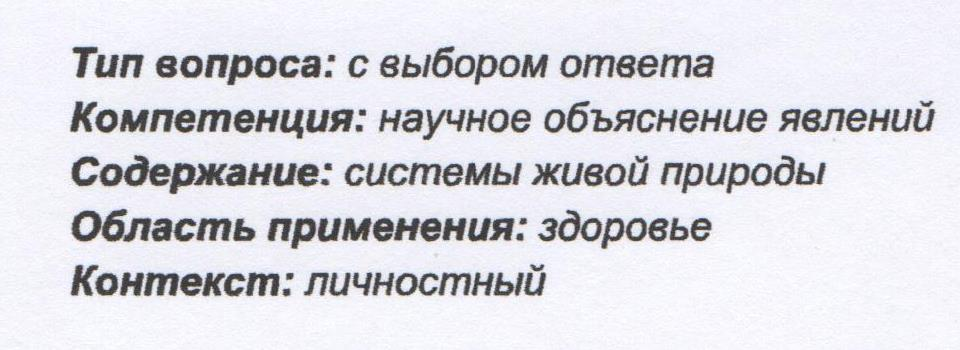 Тип вопроса: с выбором ответа
Компетенция: научное объяснение явлений
Содержание: системы живой природы
Область применения: здоровье
Контекст: личностный